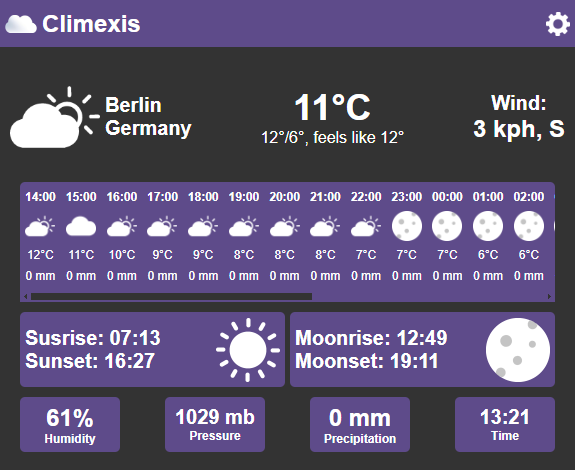 Climexis
Berlin
Germany
11°C
12°/6°, feels like 12°
Wind:
3 kph, S
14:00 15:00 16:00 17:00 18:00 19:00 20:00 21:00 22:00 23:00 00:00 01:00 02:00
12°C 11°C 10°C 9°C 9°C 8°C 8°C 8°C 7°C 7°C 7°C 6°C 6°C
0 mm 0 mm 0 mm 0 mm 0 mm 0 mm 0 mm 0 mm 0 mm 0 mm 0 mm 0 mm 0 mm
Susrise: 07:13
Sunset: 16:27
Moonrise: 12:49
Moonset: 19:11
61%
Humidity
1029 mb
Pressure
0 mm
Precipitation
13:21
Time